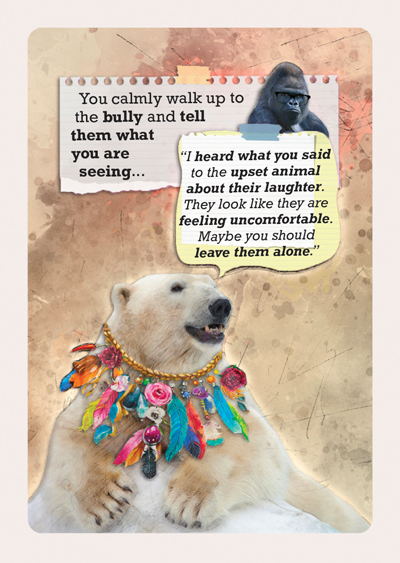 You calmly walk up to
the bully and tell
them what
you are
seeing...
“I heard what you said
to the upset animal
about their laughter.
They look like they are
feeling uncomfortable.
Maybe you should
leave them alone.”